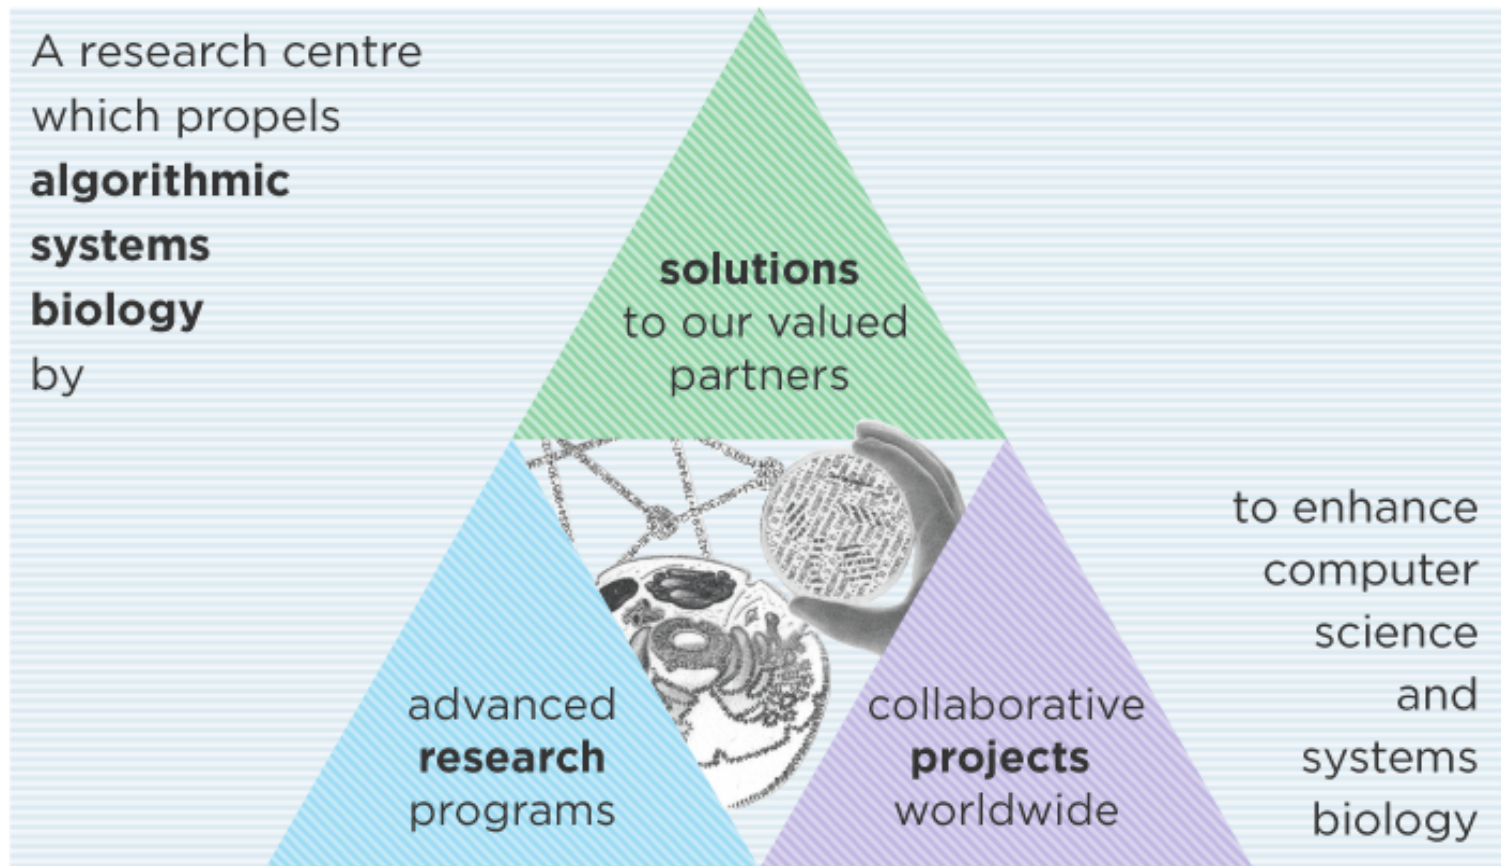 A research centre
which propels
algorithmic
systems
biology
by
solutions
to our valued
partners
advanced
research
programs
collaborative
projects
worldwide
to enhance
computer
science
and
systems
biology